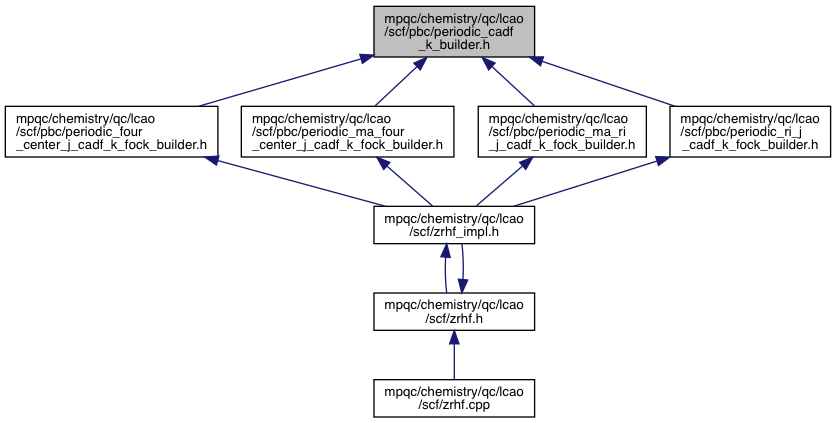 mpqc/chemistry/qc/lcao
/scf/pbc/periodic_cadf
_k_builder.h
mpqc/chemistry/qc/lcao
/scf/pbc/periodic_four
_center_j_cadf_k_fock_builder.h
mpqc/chemistry/qc/lcao
/scf/pbc/periodic_ma_four
_center_j_cadf_k_fock_builder.h
mpqc/chemistry/qc/lcao
/scf/pbc/periodic_ma_ri
_j_cadf_k_fock_builder.h
mpqc/chemistry/qc/lcao
/scf/pbc/periodic_ri_j
_cadf_k_fock_builder.h
mpqc/chemistry/qc/lcao
/scf/zrhf_impl.h
mpqc/chemistry/qc/lcao
/scf/zrhf.h
mpqc/chemistry/qc/lcao
/scf/zrhf.cpp